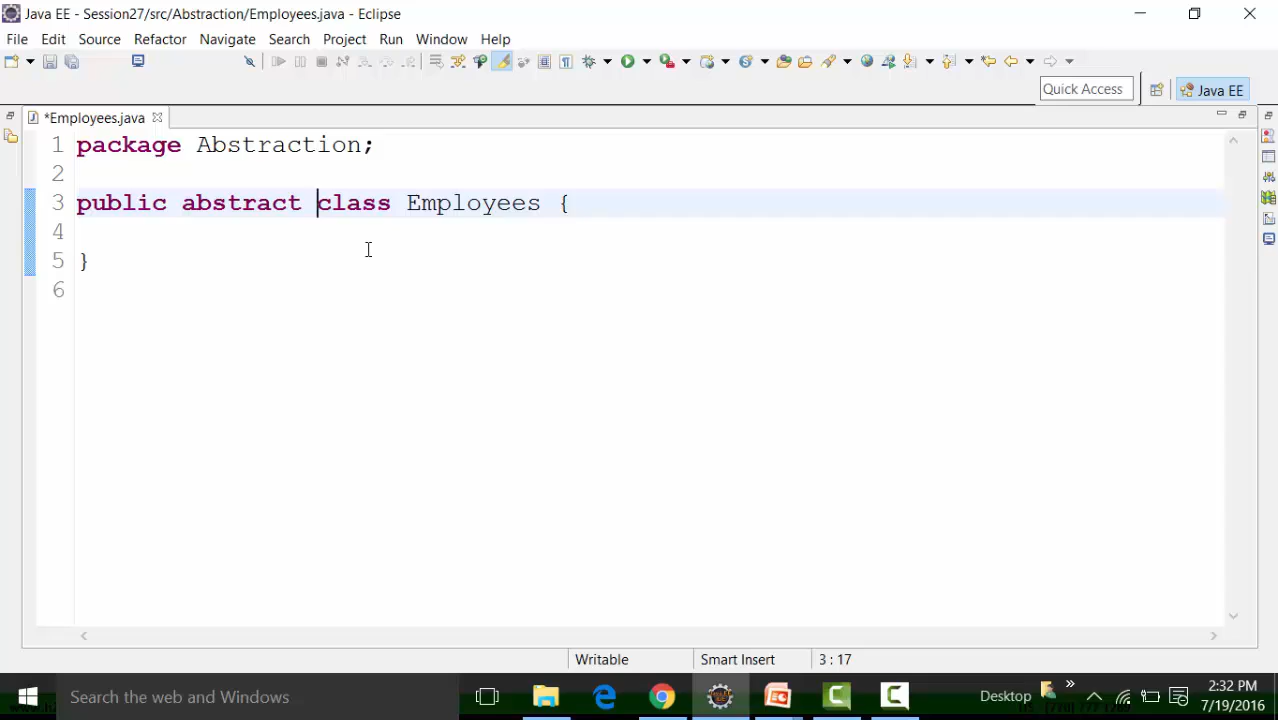 Java EE - Session27/src/Abstraction/Employees.java - Eclipse
File Edit Source Refactor Navigate Search Project Run Window Help
Quick Access
Java EE
*Employees.java
1 package Abstraction;
2
3 public abstract class Employees {
4
5 }
6
Writable
Smart Insert
3 : 17
Search the web and Windows
Desktop
2:32 PM
7/19/2016